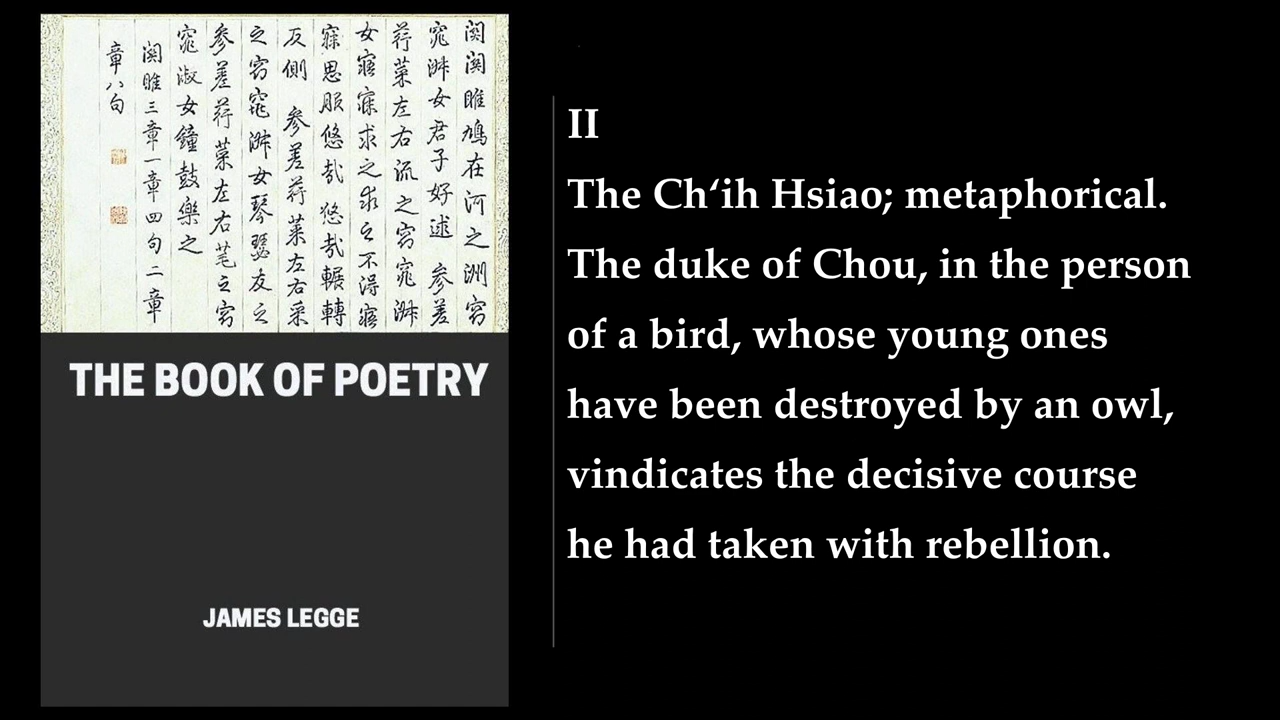 關關雎鳩在河之洲窈
窕淑女君子好逑 參差
荇菜左右流之窈窕淑
女寤寐求之求之不得寤
寐思服悠哉悠哉輾轉
反側 參差荇菜左右采
之窈窕淑女琴瑟友之
參差荇菜左右芼之窈
窕淑女鐘鼓樂之
關雎三章一章四句二章
章八句
THE BOOK OF POETRY
JAMES LEGGE
II
The Ch‘ih Hsiao; metaphorical.
The duke of Chou, in the person
of a bird, whose young ones
have been destroyed by an owl,
vindicates the decisive course
he had taken with rebellion.